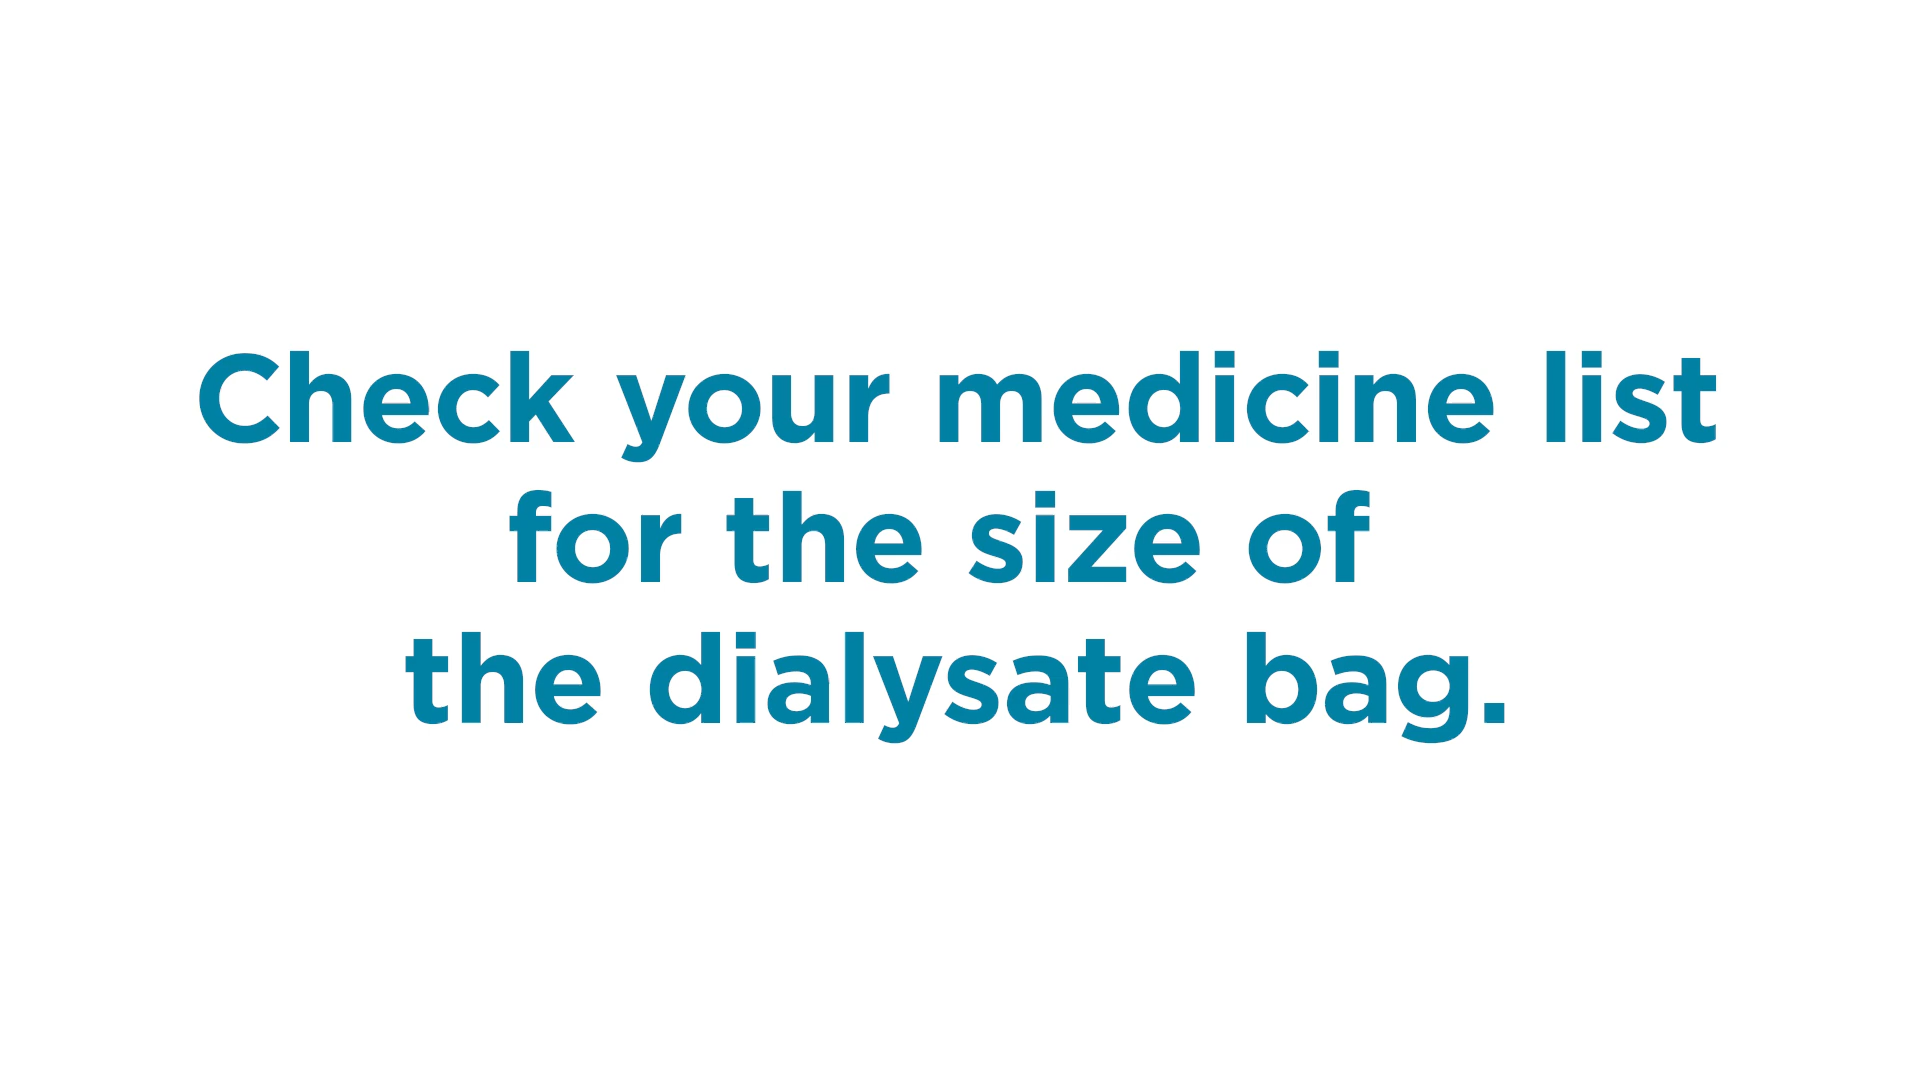 Check your medicine list
for the size of
the dialysate bag.